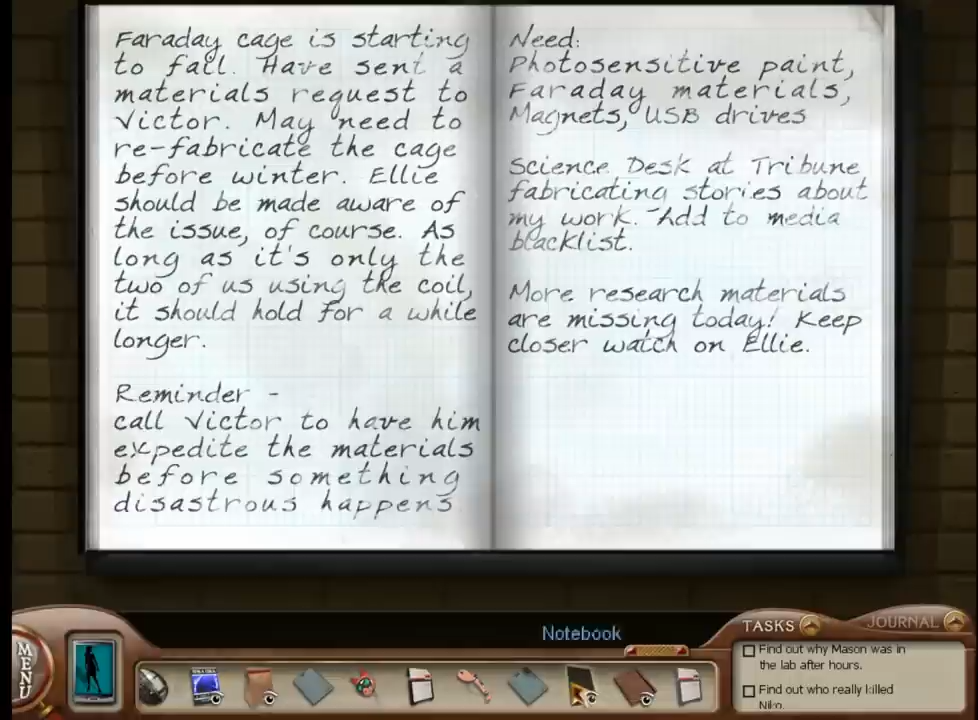 Faraday cage is starting
to fail. Have sent a
materials request to
Victor. May need to
re-fabricate the cage
before winter. Ellie
should be made aware of
the issue, of course. As
long as it's only the
two of us using the coil,
it should hold for a while
longer.
Reminder -
call Victor to have him
expedite the materials
before something
disastrous happens
Need:
Photosensitive paint,
Faraday materials,
Magnets, USB drives
Science Desk at Tribune
fabricating stories about
my work. Add to media
blacklist.
More research materials
are missing today! Keep
closer watch on Ellie.
Notebook
MENU
TASKS
JOURNAL
Find out why Mason was in
the lab after hours.
Find out who really killed
Niko.